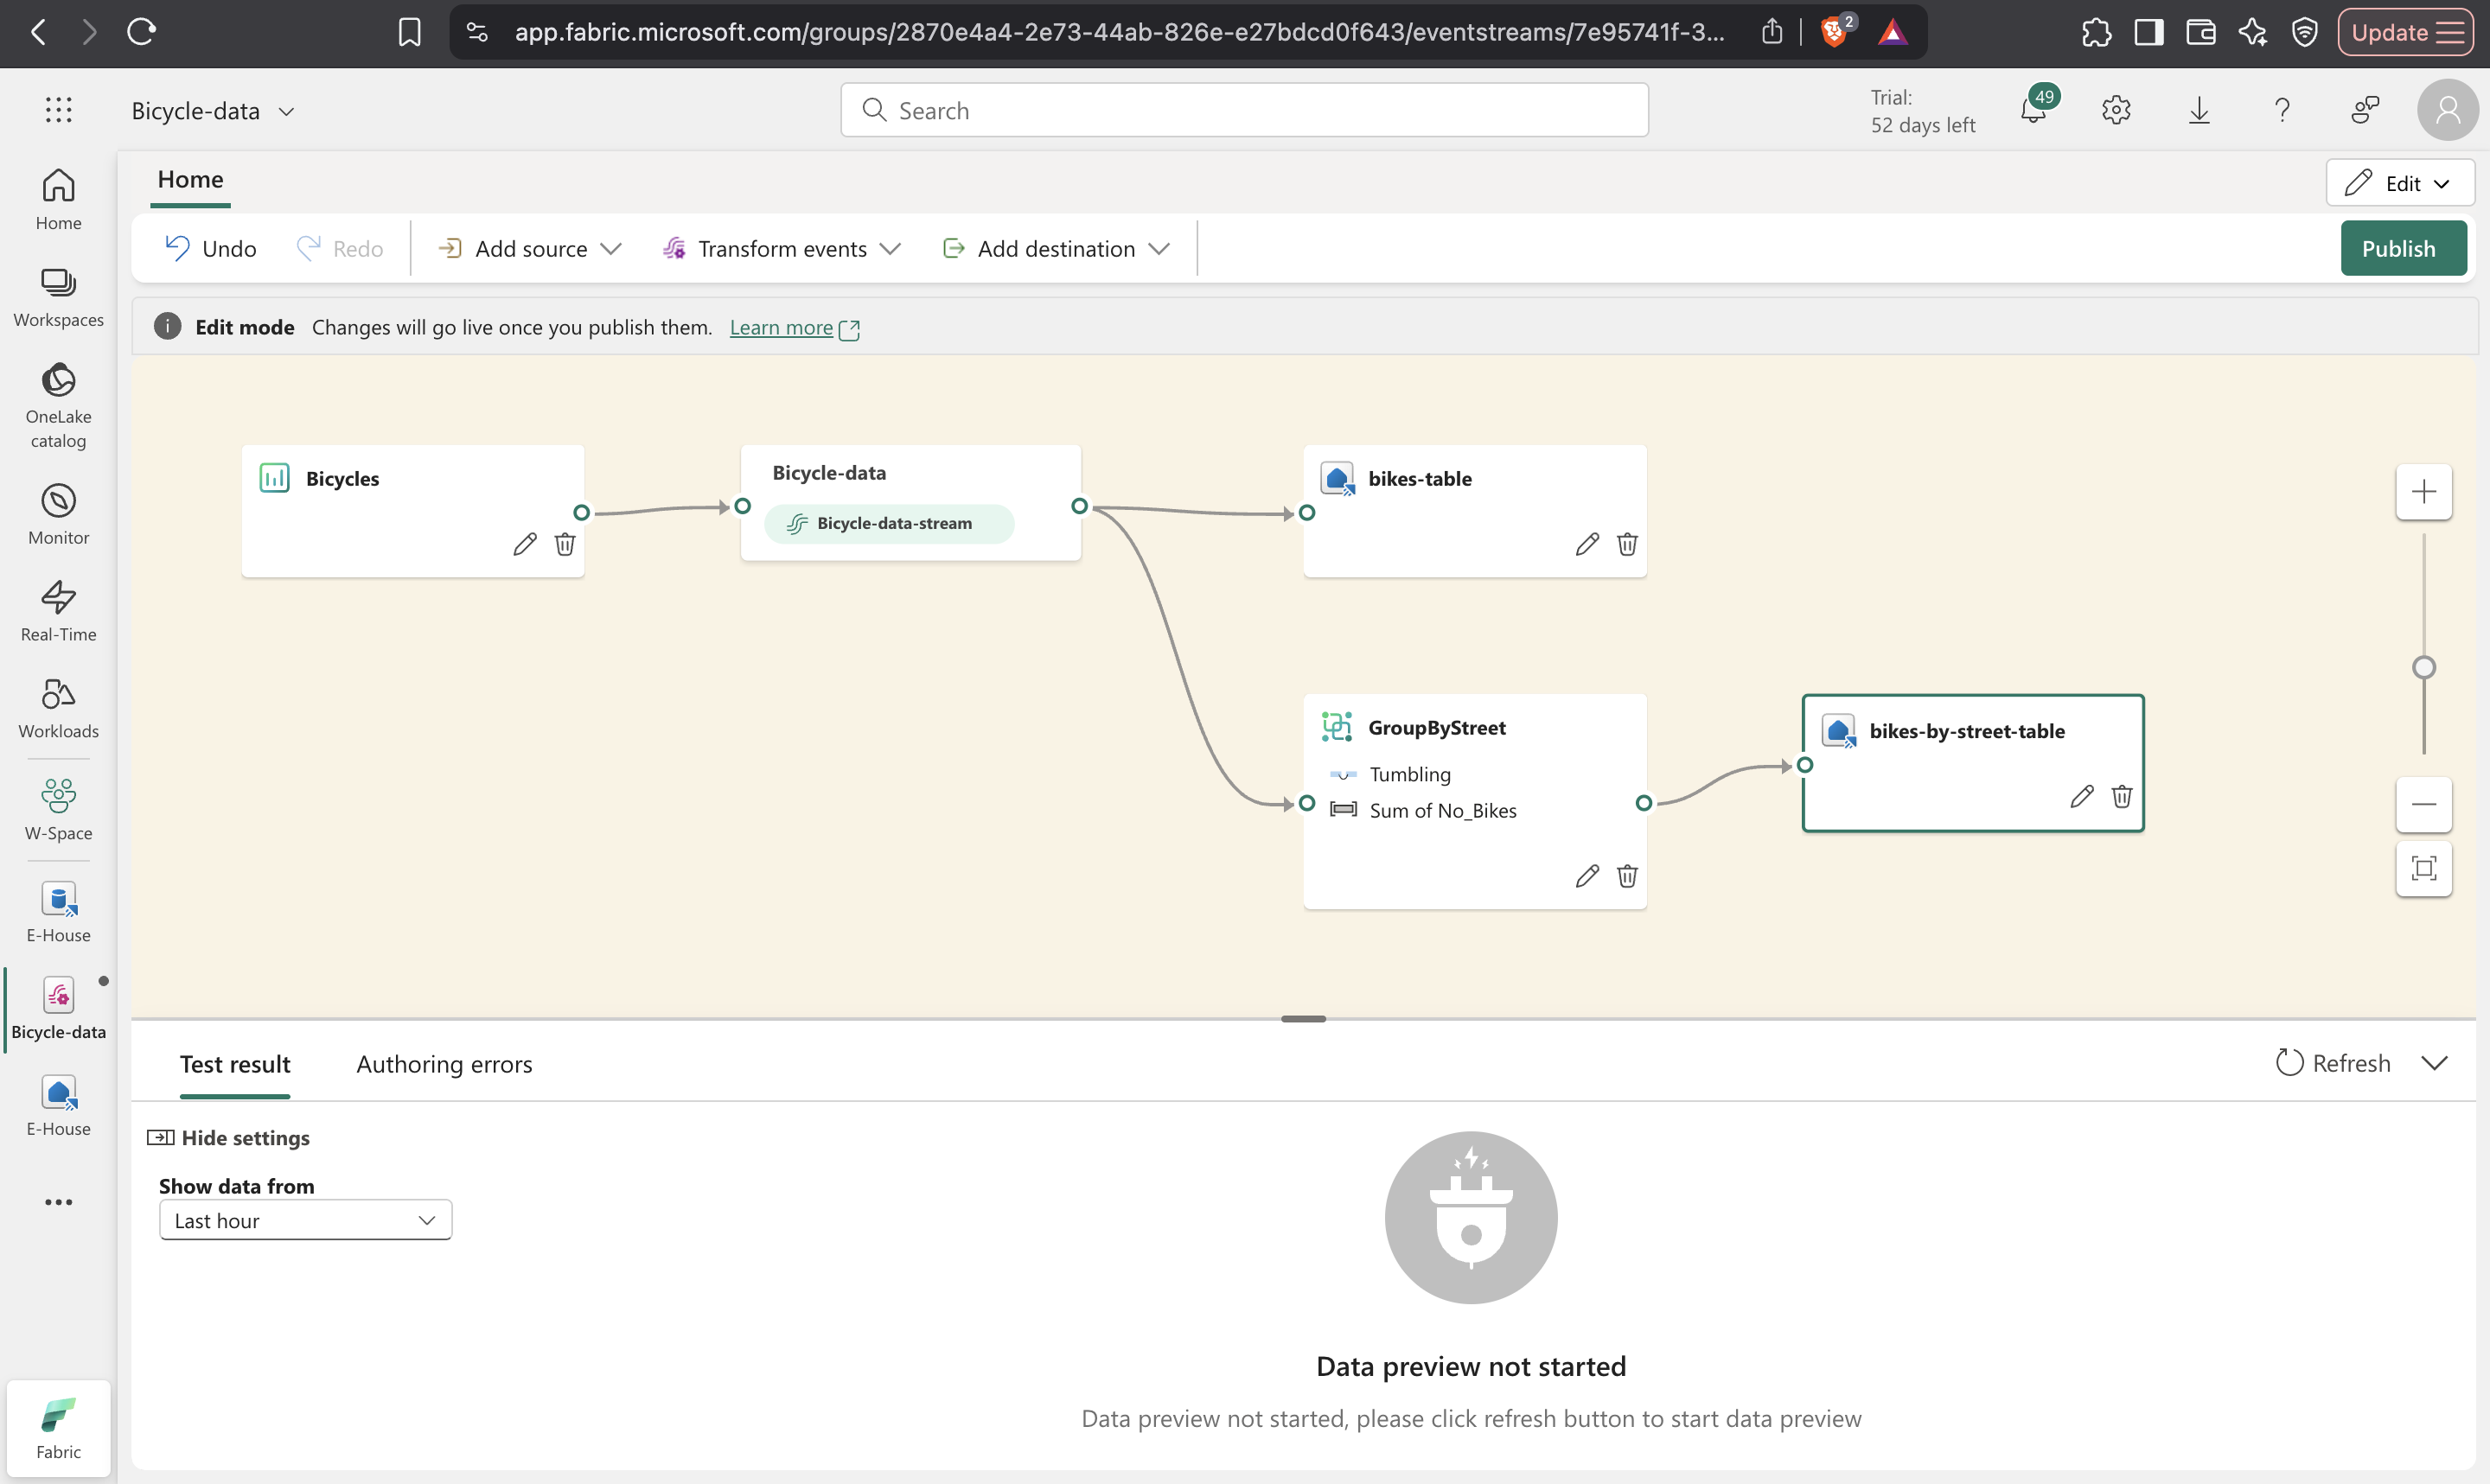 app.fabric.microsoft.com/groups/2870e4a4-2e73-44ab-826e-e27bdcd0f643/eventstreams/7e95741f-3...
2
Update
Bicycle-data
Search
Trial:
52 days left
49
Home
Workspaces
OneLake
catalog
Monitor
Real-Time
Workloads
W-Space
E-House
Bicycle-data
E-House
Fabric
Home
Edit
Undo
Redo
Add source
Transform events
Add destination
Publish
Edit mode Changes will go live once you publish them. Learn more
Bicycles
Bicycle-data
Bicycle-data-stream
bikes-table
GroupByStreet
Tumbling
Sum of No_Bikes
bikes-by-street-table
Test result
Authoring errors
Refresh
Hide settings
Show data from
Last hour
Data preview not started
Data preview not started, please click refresh button to start data preview